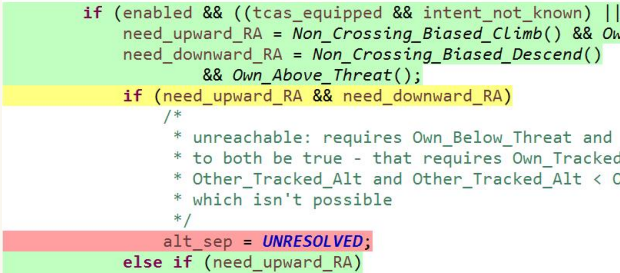 if (enabled && ((tcas_equipped && intent_not_known) ||
need_upward_RA = Non_Crossing_Biased_CLimb() && Ow
need_downward_RA = Non_Crossing_Biased_Descend()
&& Own_Above_Threat();
if (need_upward_RA && need_downward_RA)
/*
* unreachable: requires Own_Below_Threat and
* to both be true - that requires Own_Tracked
* Other_Tracked_Alt and Other_Tracked_Alt < O
* which isn't possible
*/
alt_sep = UNRESOLVED;
else if (need_upward_RA)